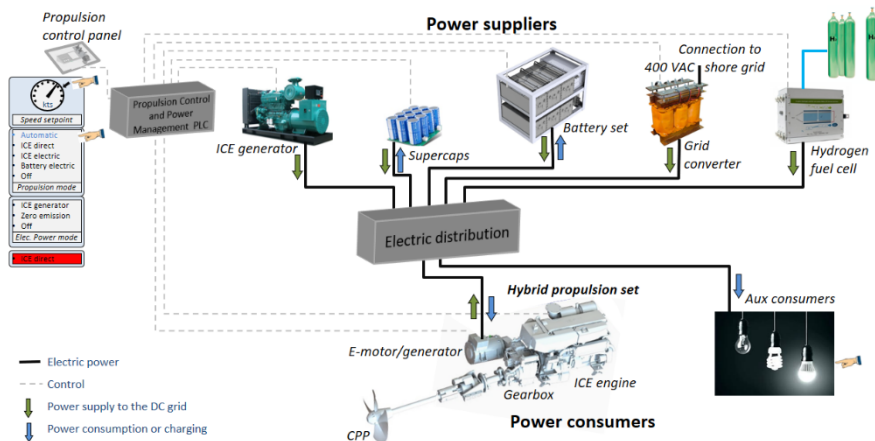 Power suppliers
Propulsion
control panel
Connection to
400 VAC
shore grid
kts
Speed setpoint
Automatic
ICE direct
ICE electric
Battery electric
Off
Propulsion mode
ICE generator
Zero emission
Off
Elec. Power mode
ICE direct
Propulsion Control
and Power
Management PLC
ICE generator
Supercaps
Battery set
Grid
converter
Hydrogen
fuel cell
Electric distribution
Hybrid propulsion set
Aux consumers
E-motor/generator
Gearbox
ICE engine
CPP
Power consumers
Electric power
Control
Power supply to the DC grid
Power consumption or charging